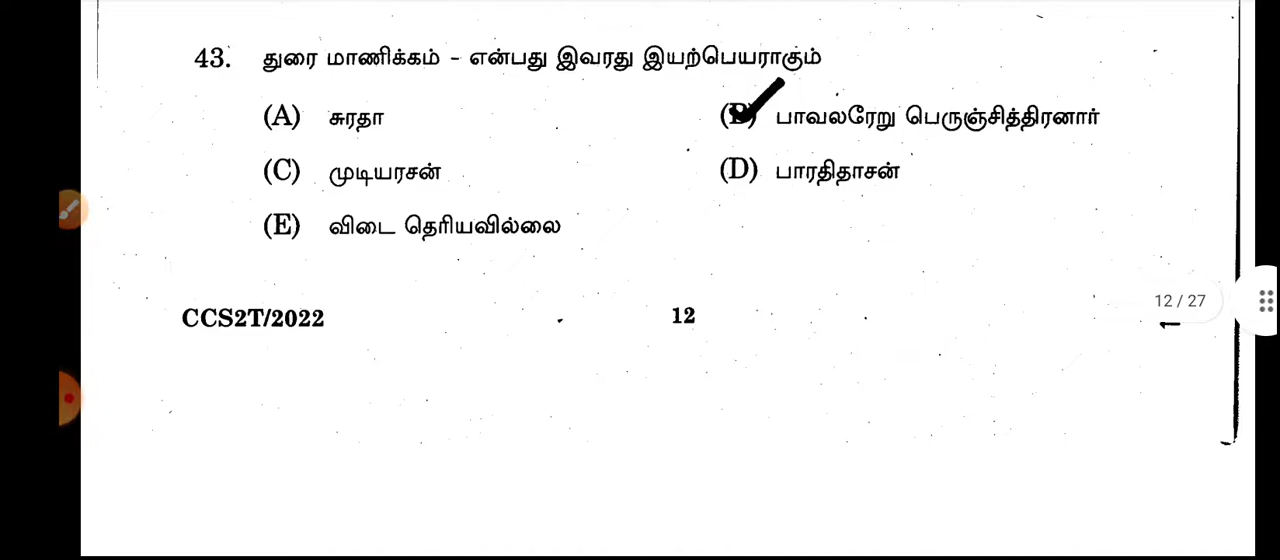 43. துரை மாணிக்கம் - என்பது இவரது இயற்பெயராகும்
(A) சுரதா (B) பாவலரேறு பெருஞ்சித்திரனார்
(C) முடியரசன் (D) பாரதிதாசன்
(E) விடை தெரியவில்லை
12 / 27
CCS2T/2022 12